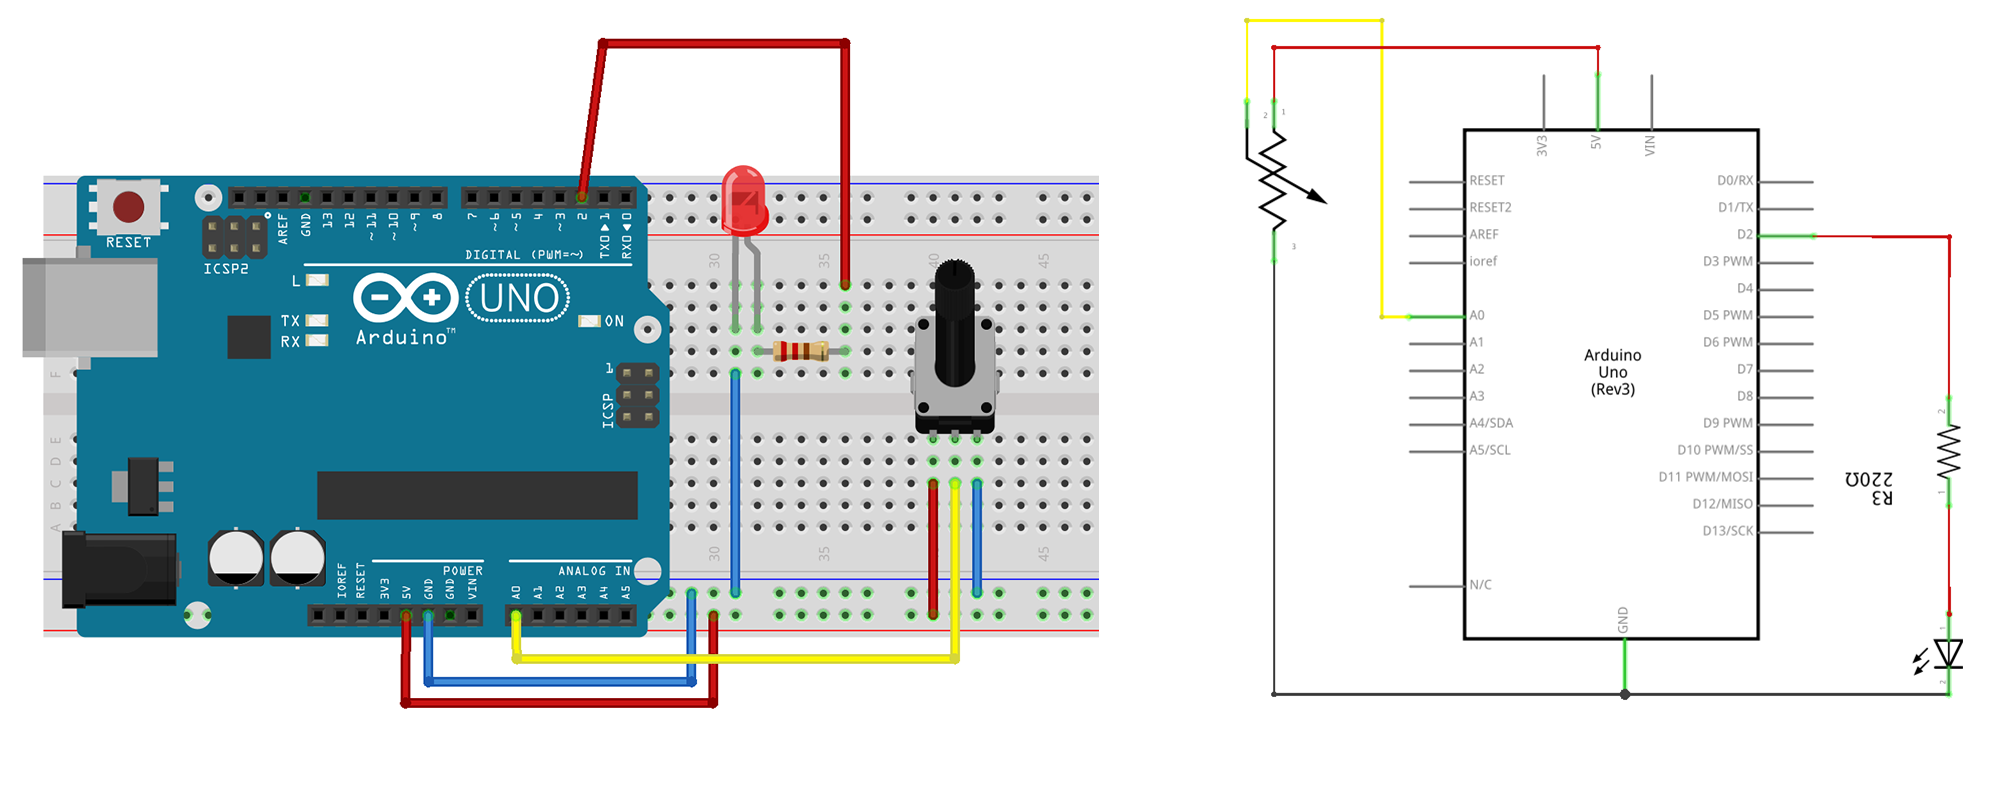 RESET
ICSP2
AREF
GND
13
12
~11
~10
~9
8
7
~6
~5
4
~3
2
TX0▶1
RX0◀0
DIGITAL (PWM=~)
L
TX
RX
Arduino™
UNO
ON
1
ICSP
IOREF
RESET
3V3
5V
GND
GND
VIN
POWER
ANALOG IN
A0
A1
A2
A3
A4
A5
30
35
40
45
F
E
D
C
B
A
30
35
45
2
1
3
3V3
5V
VIN
RESET
RESET2
AREF
ioref
A0
A1
A2
A3
A4/SDA
A5/SCL
N/C
GND
Arduino
Uno
(Rev3)
D0/RX
D1/TX
D2
D3 PWM
D4
D5 PWM
D6 PWM
D7
D8
D9 PWM
D10 PWM/SS
D11 PWM/MOSI
D12/MISO
D13/SCK
2
1
R3
220Ω
1
2